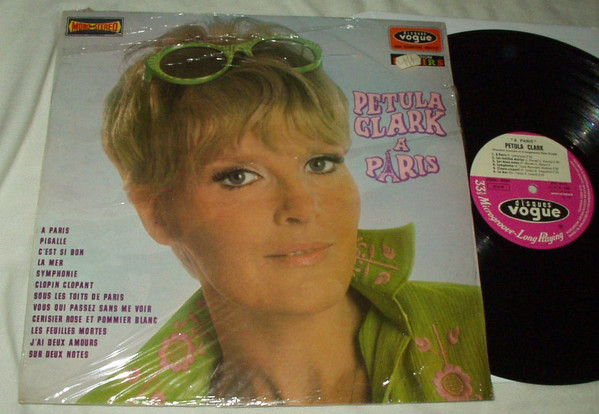 MONO-STEREO
disques
vogue
PETULA
CLARK
A
PARIS
A PARIS
PIGALLE
C'EST SI BON
LA MER
SYMPHONIE
CLOPIN CLOPANT
SOUS LES TOITS DE PARIS
VOUS QUI PASSEZ SANS ME VOIR
CERISIER ROSE ET POMMIER BLANC
LES FEUILLES MORTES
J'AI DEUX AMOURS
SUR DEUX NOTES
"A PARIS"
PETULA CLARK
disques
vogue
33⅓ Microgroove - Long Playing